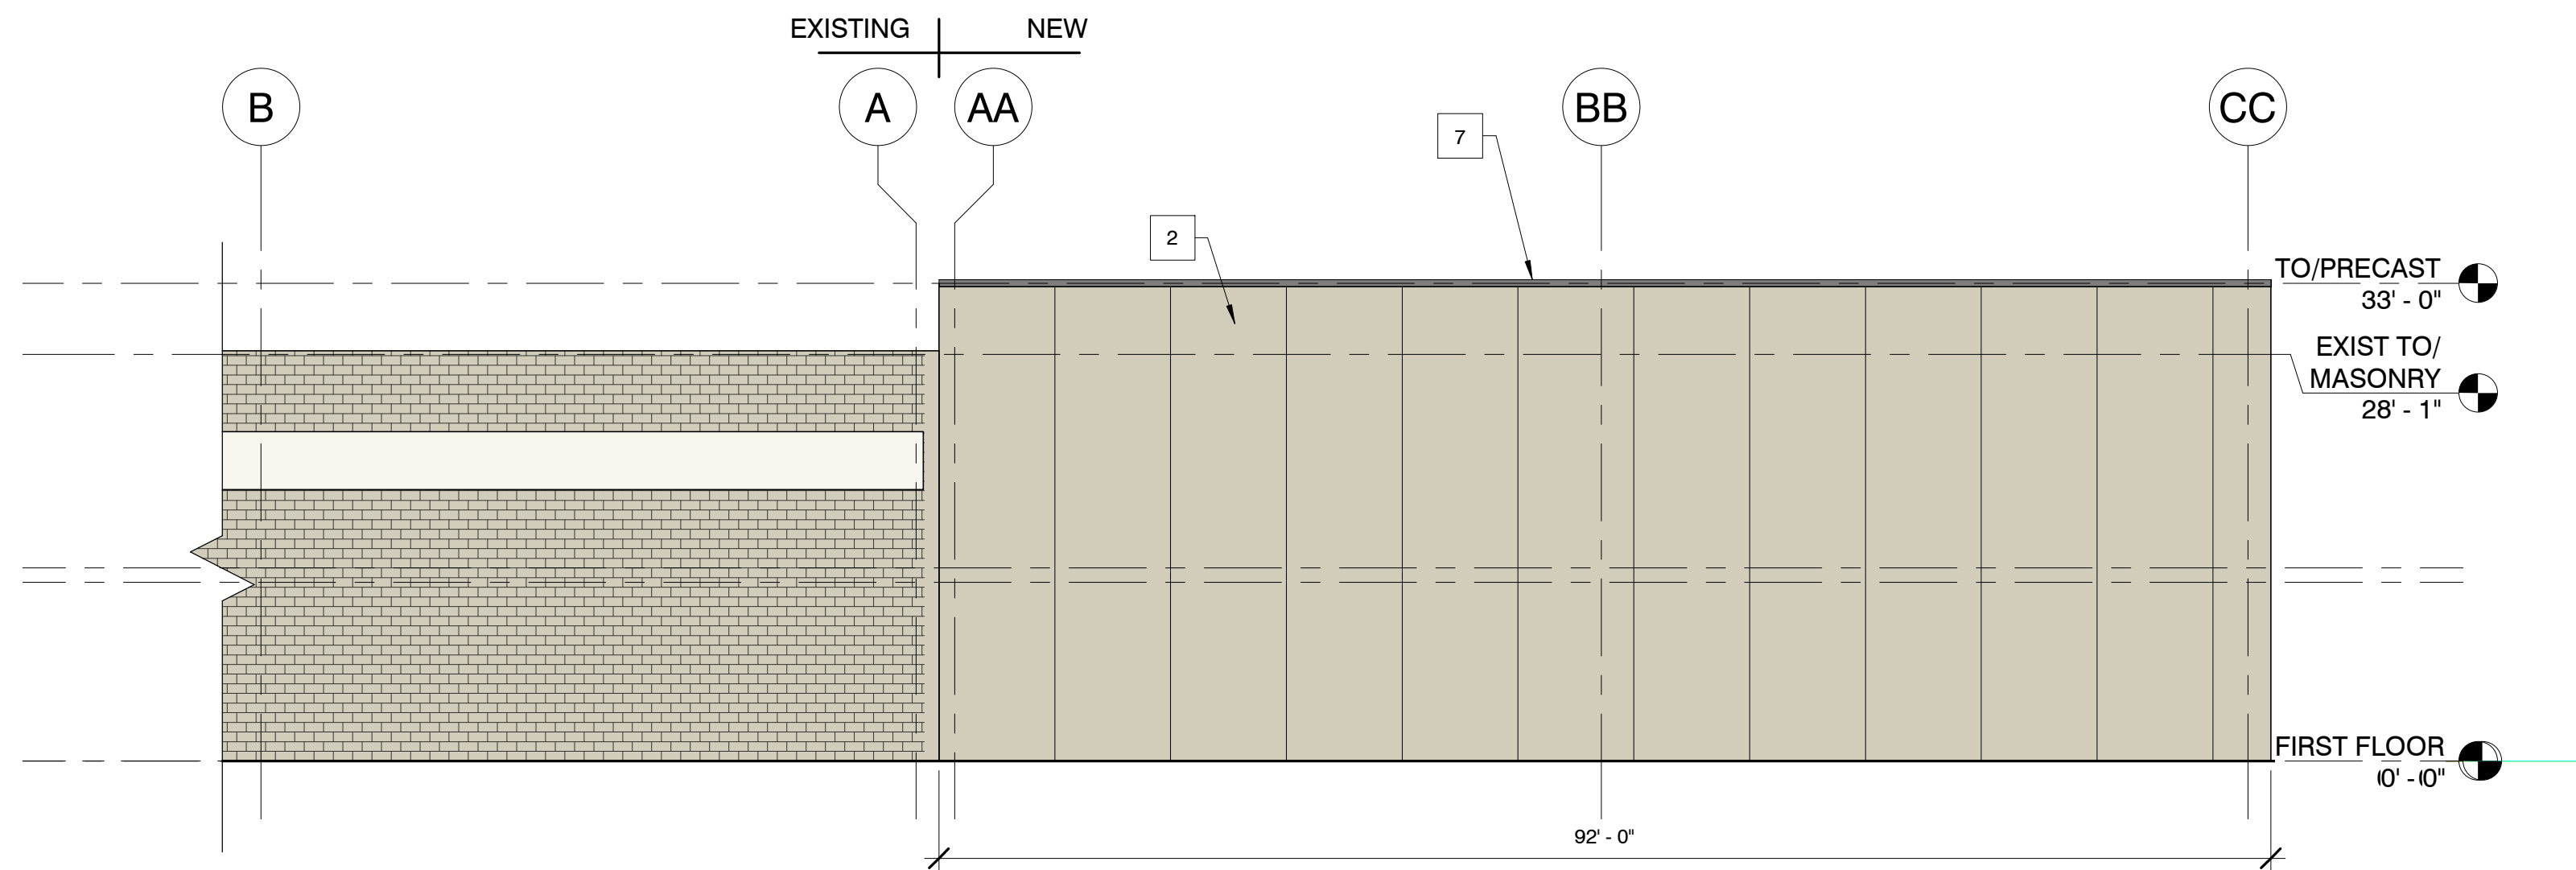 EXISTING NEW
B A AA BB CC
7
2
TO/PRECAST
33' - 0"
EXIST TO/
MASONRY
28' - 1"
FIRST FLOOR
0' - 0"
92' - 0"